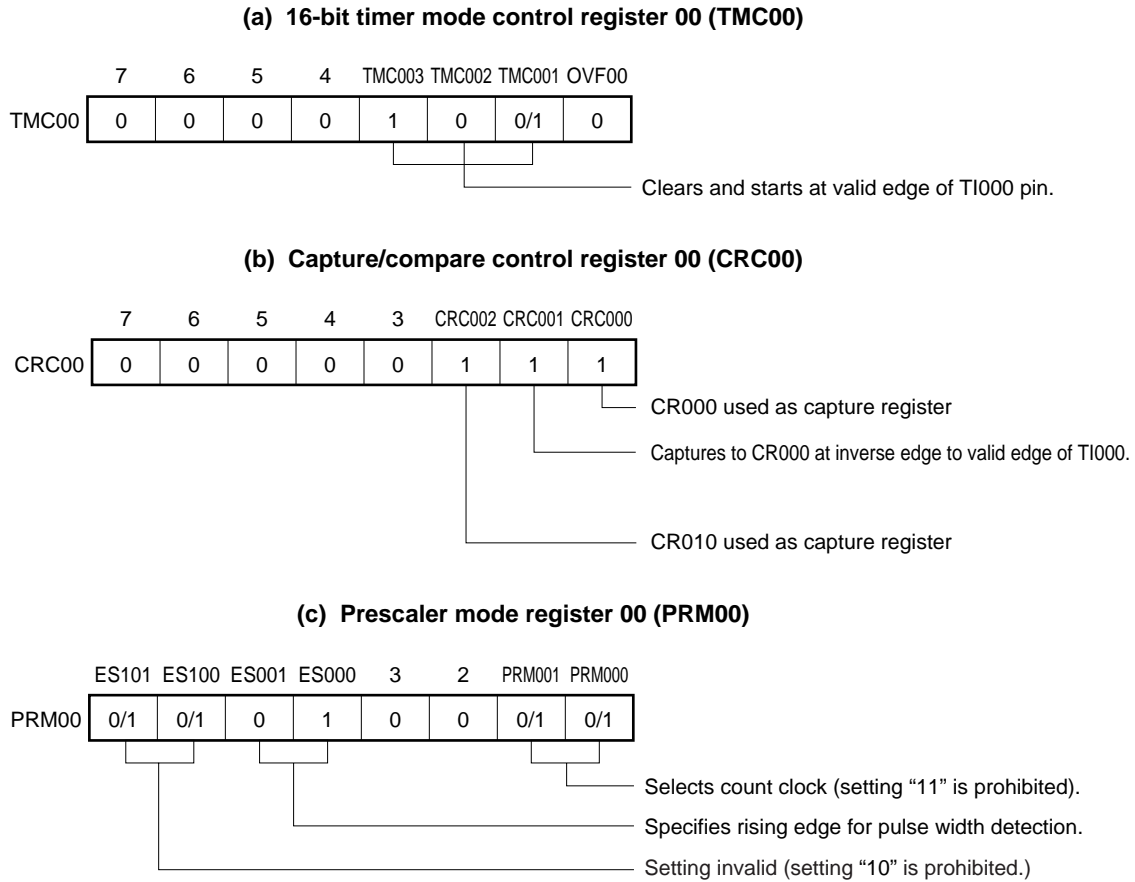 (a) 16-bit timer mode control register 00 (TMC00)
7 6 5 4 TMC003 TMC002 TMC001 OVF00
TMC00 0 0 0 0 1 0 0/1 0
Clears and starts at valid edge of TI000 pin.
(b) Capture/compare control register 00 (CRC00)
7 6 5 4 3 CRC002 CRC001 CRC000
CRC00 0 0 0 0 0 1 1 1
CR000 used as capture register
Captures to CR000 at inverse edge to valid edge of TI000.
CR010 used as capture register
(c) Prescaler mode register 00 (PRM00)
ES101 ES100 ES001 ES000 3 2 PRM001 PRM000
PRM00 0/1 0/1 0 1 0 0 0/1 0/1
Selects count clock (setting “11” is prohibited).
Specifies rising edge for pulse width detection.
Setting invalid (setting “10” is prohibited.)